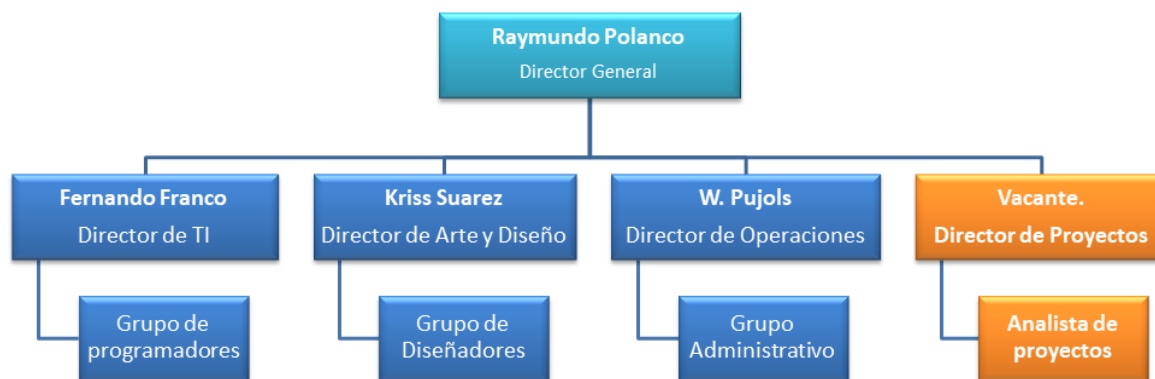 Raymundo Polanco
Director General
Fernando Franco
Director de TI
Kriss Suarez
Director de Arte y Diseño
W. Pujols
Director de Operaciones
Vacante.
Director de Proyectos
Grupo de
programadores
Grupo de
Diseñadores
Grupo
Administrativo
Analista de
proyectos